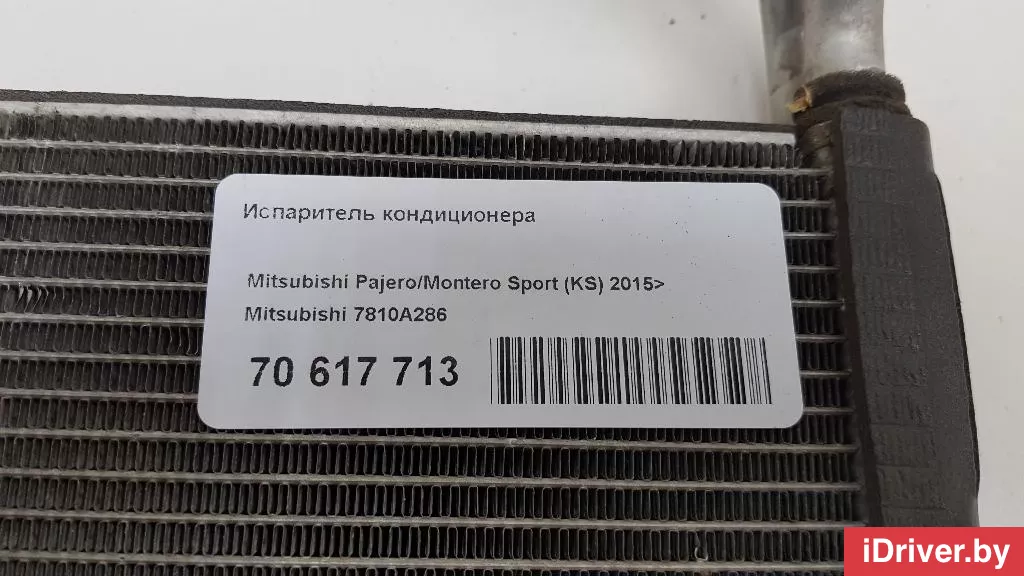 Испаритель кондиционера
Mitsubishi Pajero/Montero Sport (KS) 2015>
Mitsubishi 7810A286
70 617 713
iDriver.by